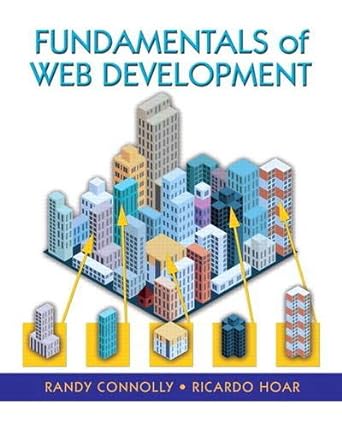 FUNDAMENTALS of
WEB DEVELOPMENT
RANDY CONNOLLY • RICARDO HOAR